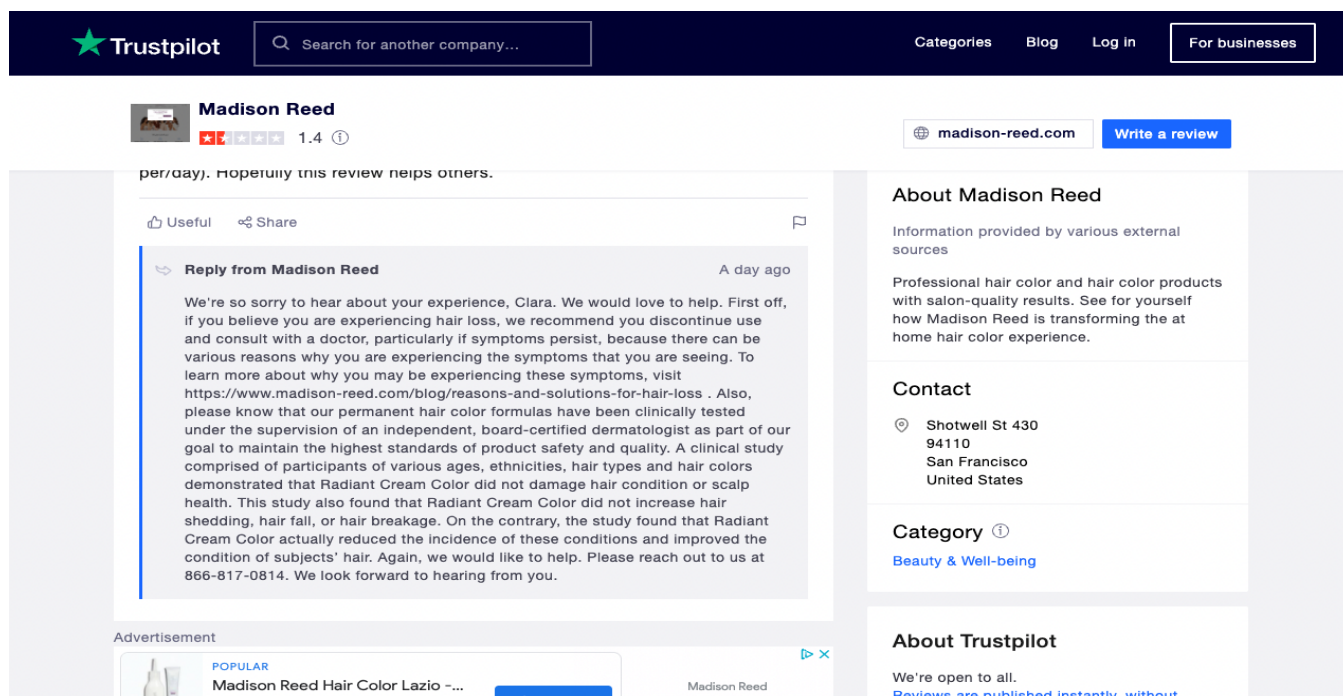 Trustpilot
Search for another company...
Categories
Blog
Log in
For businesses
Madison Reed
1.4
madison-reed.com
Write a review
per/day). Hopefully this review helps others.
Useful
Share
Reply from Madison Reed
A day ago
We're so sorry to hear about your experience, Clara. We would love to help. First off,
if you believe you are experiencing hair loss, we recommend you discontinue use
and consult with a doctor, particularly if symptoms persist, because there can be
various reasons why you are experiencing the symptoms that you are seeing. To
learn more about why you may be experiencing these symptoms, visit
https://www.madison-reed.com/blog/reasons-and-solutions-for-hair-loss . Also,
please know that our permanent hair color formulas have been clinically tested
under the supervision of an independent, board-certified dermatologist as part of our
goal to maintain the highest standards of product safety and quality. A clinical study
comprised of participants of various ages, ethnicities, hair types and hair colors
demonstrated that Radiant Cream Color did not damage hair condition or scalp
health. This study also found that Radiant Cream Color did not increase hair
shedding, hair fall, or hair breakage. On the contrary, the study found that Radiant
Cream Color actually reduced the incidence of these conditions and improved the
condition of subjects' hair. Again, we would like to help. Please reach out to us at
866-817-0814. We look forward to hearing from you.
Advertisement
POPULAR
Madison Reed Hair Color Lazio -...
Madison Reed
About Madison Reed
Information provided by various external
sources
Professional hair color and hair color products
with salon-quality results. See for yourself
how Madison Reed is transforming the at
home hair color experience.
Contact
Shotwell St 430
94110
San Francisco
United States
Category
Beauty & Well-being
About Trustpilot
We're open to all.
Reviews are published instantly, without